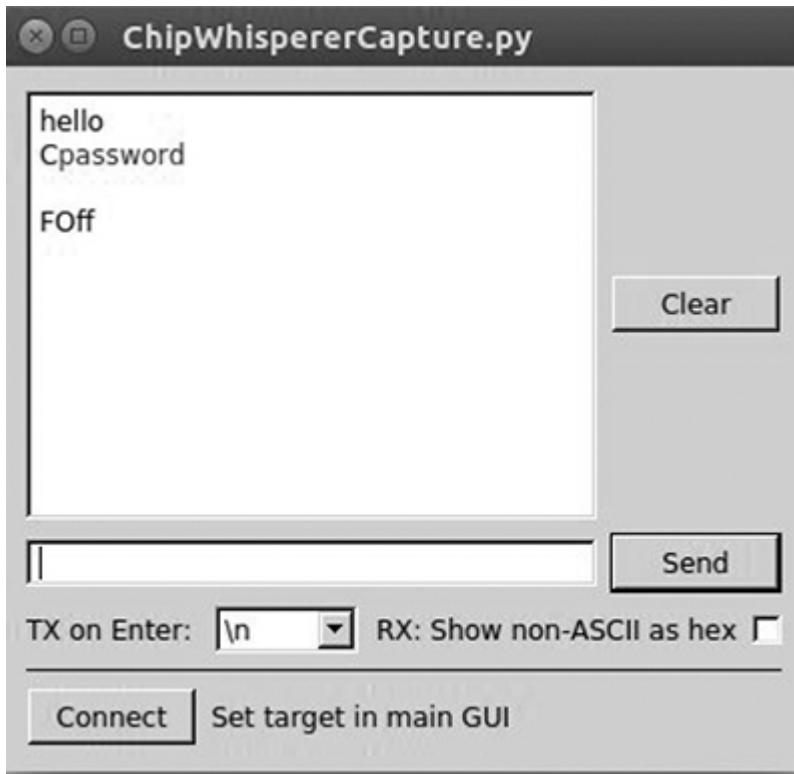 ChipWhispererCapture.py
hello
Cpassword
FOff
Clear
Send
TX on Enter: \n RX: Show non-ASCII as hex
Connect Set target in main GUI